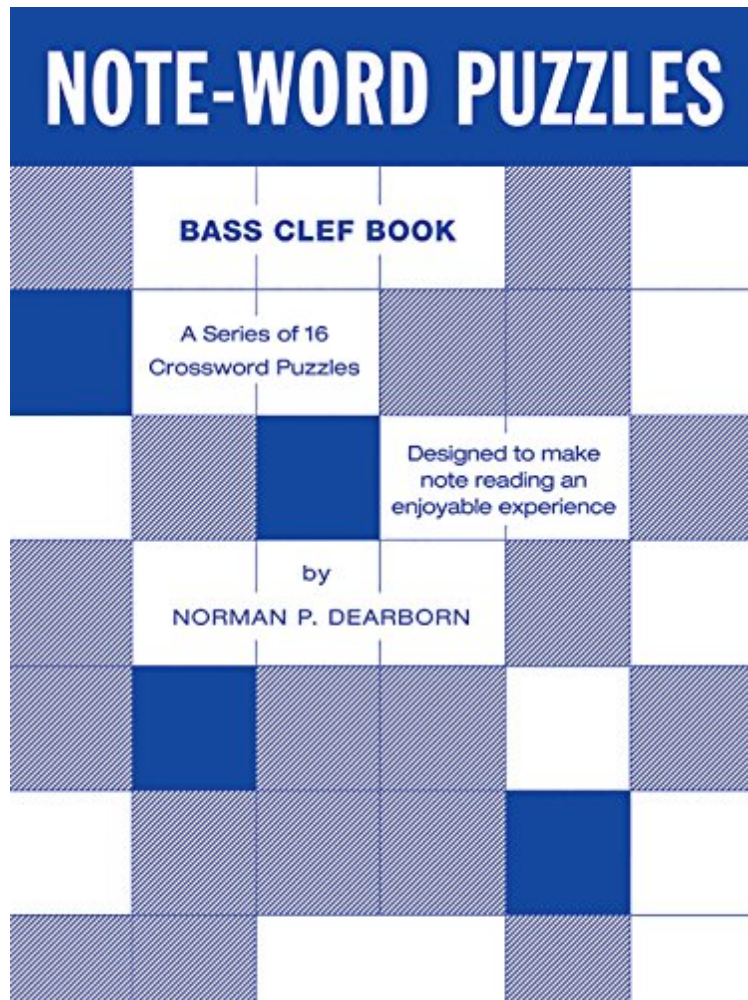 NOTE-WORD PUZZLES
BASS CLEF BOOK
A Series of 16
Crossword Puzzles
Designed to make
note reading an
enjoyable experience
by
NORMAN P. DEARBORN